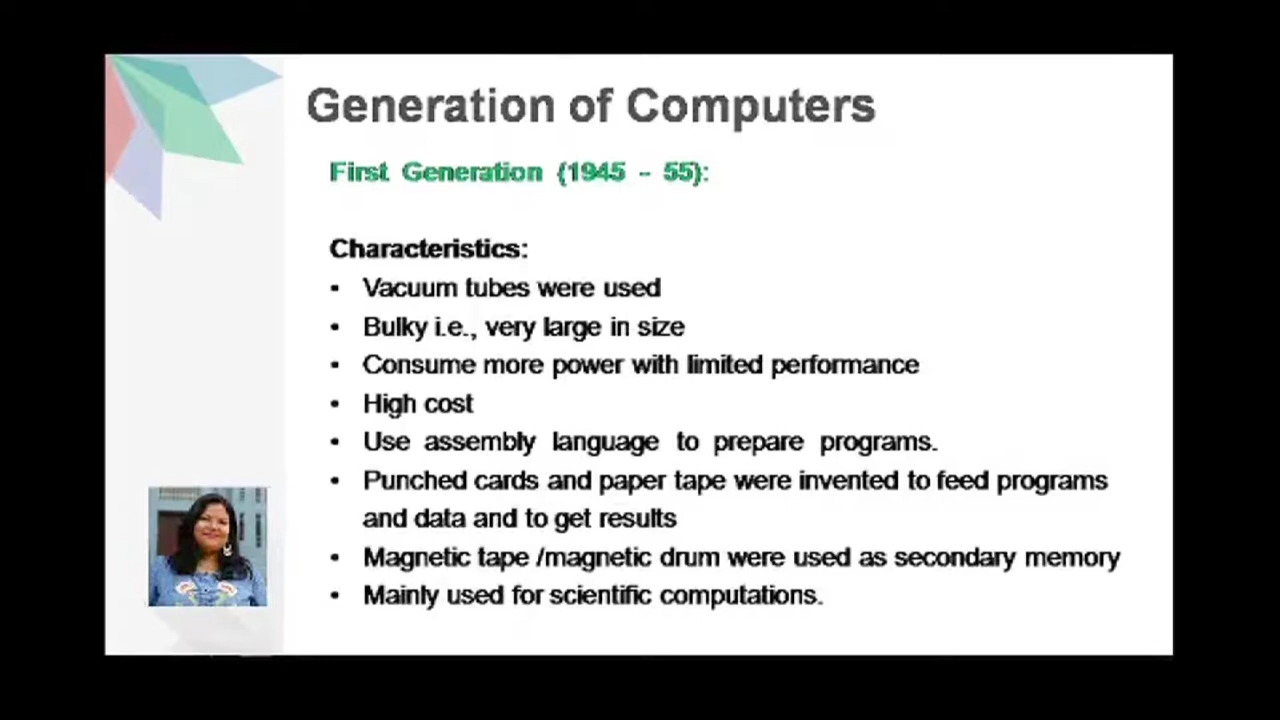 Generation of Computers
First Generation (1945 - 55):
Characteristics:
• Vacuum tubes were used
• Bulky i.e., very large in size
• Consume more power with limited performance
• High cost
• Use assembly language to prepare programs.
• Punched cards and paper tape were invented to feed programs
and data and to get results
• Magnetic tape /magnetic drum were used as secondary memory
• Mainly used for scientific computations.